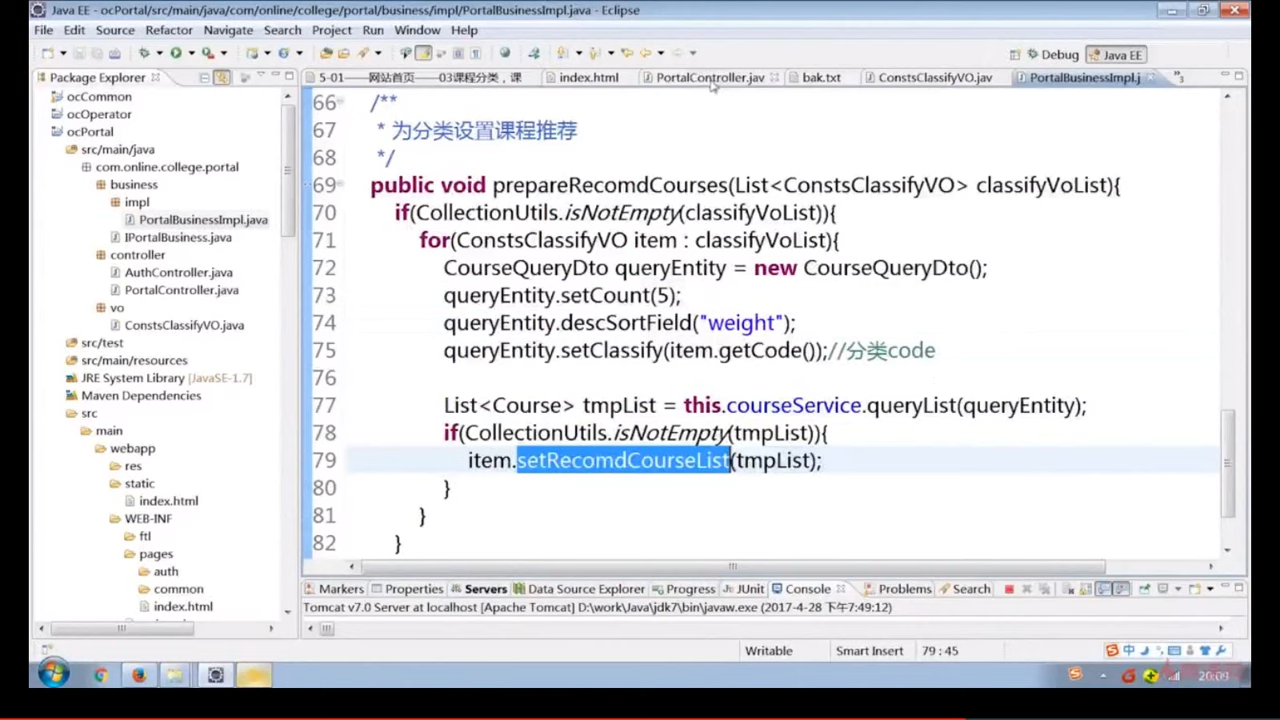 Java EE - ocPortal/src/main/java/com/online/college/portal/business/impl/PortalBusinessImpl.java - Eclipse
File Edit Source Refactor Navigate Search Project Run Window Help
Debug Java EE
Package Explorer
5-01——网站首页——03课程分类，课 index.html PortalController.jav bak.txt ConstsClassifyVO.jav PortalBusinessImpl.j
ocCommon
ocOperator
ocPortal
src/main/java
com.online.college.portal
business
impl
PortalBusinessImpl.java
IPortalBusiness.java
controller
AuthController.java
PortalController.java
vo
ConstsClassifyVO.java
src/test
src/main/resources
JRE System Library [JavaSE-1.7]
Maven Dependencies
src
main
webapp
res
static
index.html
WEB-INF
ftl
pages
auth
common
index.html
66 /**
67 * 为分类设置课程推荐
68 */
69 public void prepareRecomdCourses(List<ConstsClassifyVO> classifyVoList){
70 if(CollectionUtils.isNotEmpty(classifyVoList)){
71 for(ConstsClassifyVO item : classifyVoList){
72 CourseQueryDto queryEntity = new CourseQueryDto();
73 queryEntity.setCount(5);
74 queryEntity.descSortField("weight");
75 queryEntity.setClassify(item.getCode());//分类code
76
77 List<Course> tmpList = this.courseService.queryList(queryEntity);
78 if(CollectionUtils.isNotEmpty(tmpList)){
79 item.setRecomdCourseList(tmpList);
80 }
81 }
82 }
Markers Properties Servers Data Source Explorer Progress JUnit Console Problems Search
Tomcat v7.0 Server at localhost [Apache Tomcat] D:\work\Java\jdk7\bin\javaw.exe (2017-4-28 下午7:49:12)
Writable Smart Insert 79 : 45
中
20:09